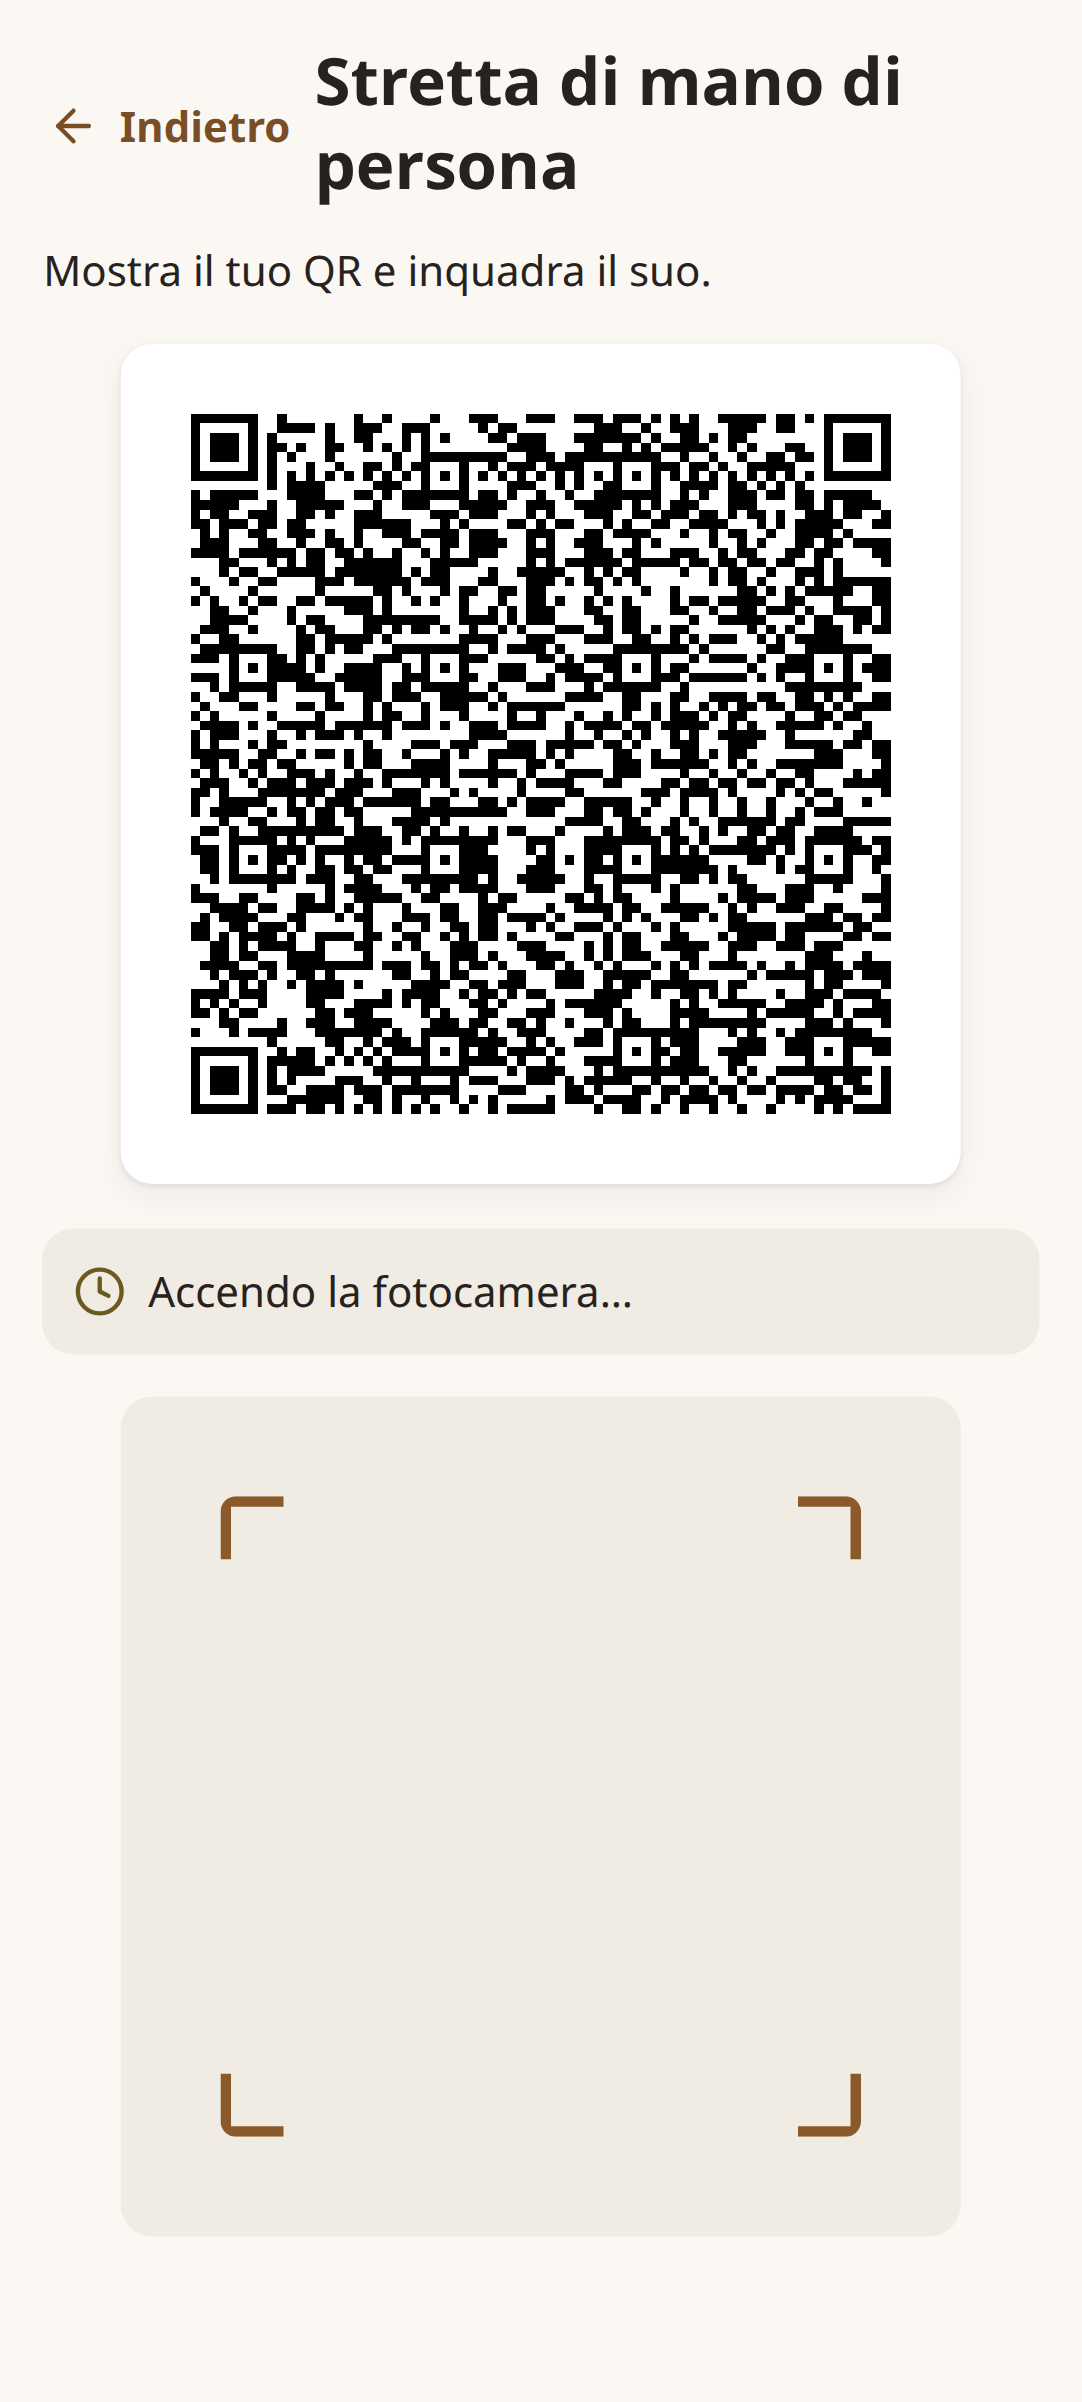 Indietro
Stretta di mano di
persona
Mostra il tuo QR e inquadra il suo.
Accendo la fotocamera...